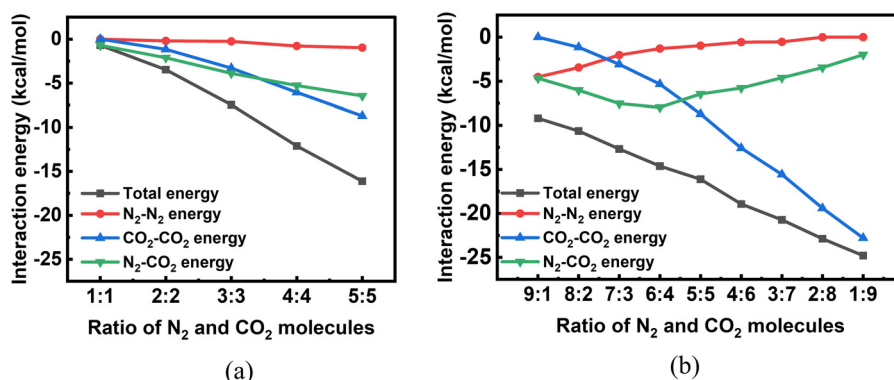 Interaction energy (kcal/mol)
0
-5
-10
-15
-20
-25
Total energy
N₂-N₂ energy
CO₂-CO₂ energy
N₂-CO₂ energy
1:1 2:2 3:3 4:4 5:5
Ratio of N₂ and CO₂ molecules
(a)
Interaction energy (kcal/mol)
0
-5
-10
-15
-20
-25
Total energy
N₂-N₂ energy
CO₂-CO₂ energy
N₂-CO₂ energy
9:1 8:2 7:3 6:4 5:5 4:6 3:7 2:8 1:9
Ratio of N₂ and CO₂ molecules
(b)